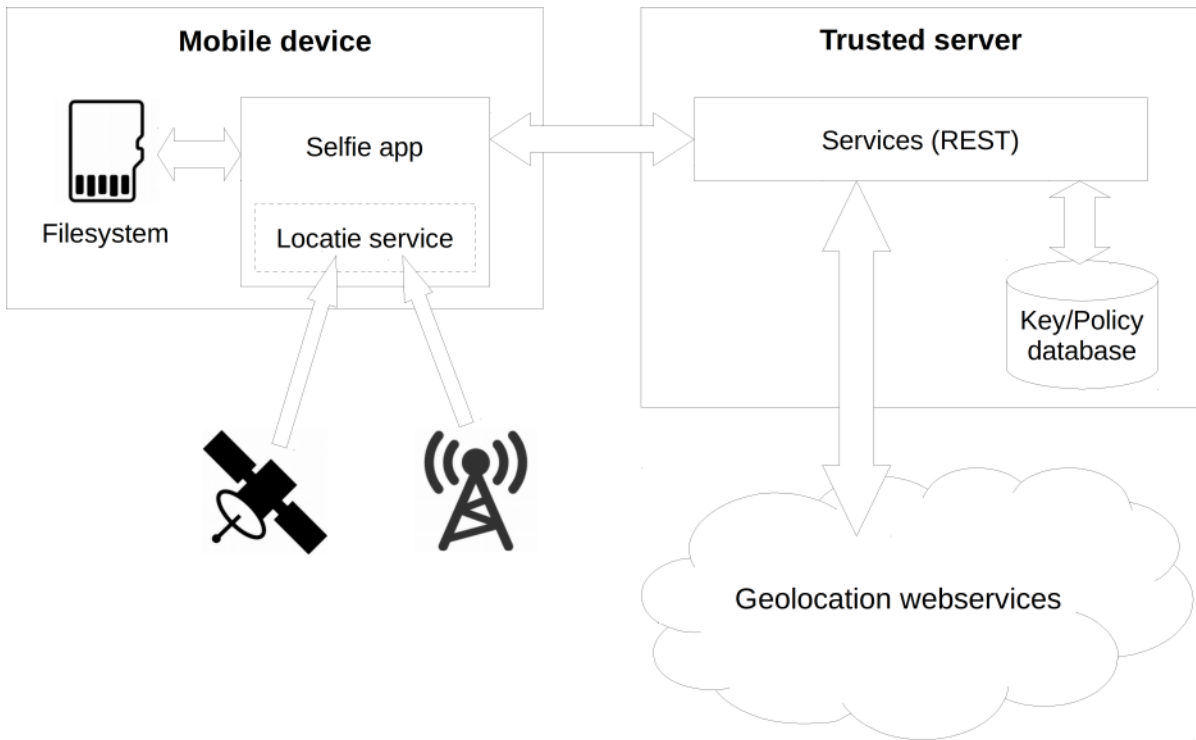 Mobile device
Trusted server
Selfie app
Services (REST)
Filesystem
Locatie service
Key/Policy
database
Geolocation webservices